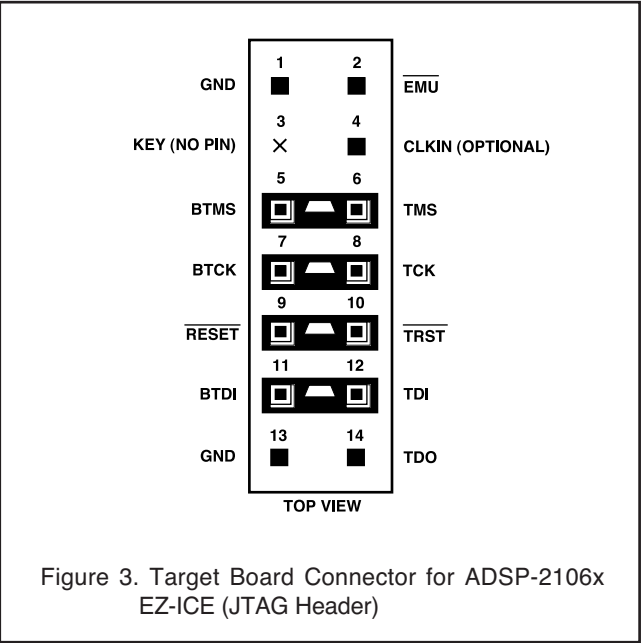 1 2
GND EMU
3 4
KEY (NO PIN) CLKIN (OPTIONAL)
5 6
BTMS TMS
7 8
BTCK TCK
9 10
RESET TRST
11 12
BTDI TDI
13 14
GND TDO
TOP VIEW
Figure 3. Target Board Connector for ADSP-2106x
EZ-ICE (JTAG Header)